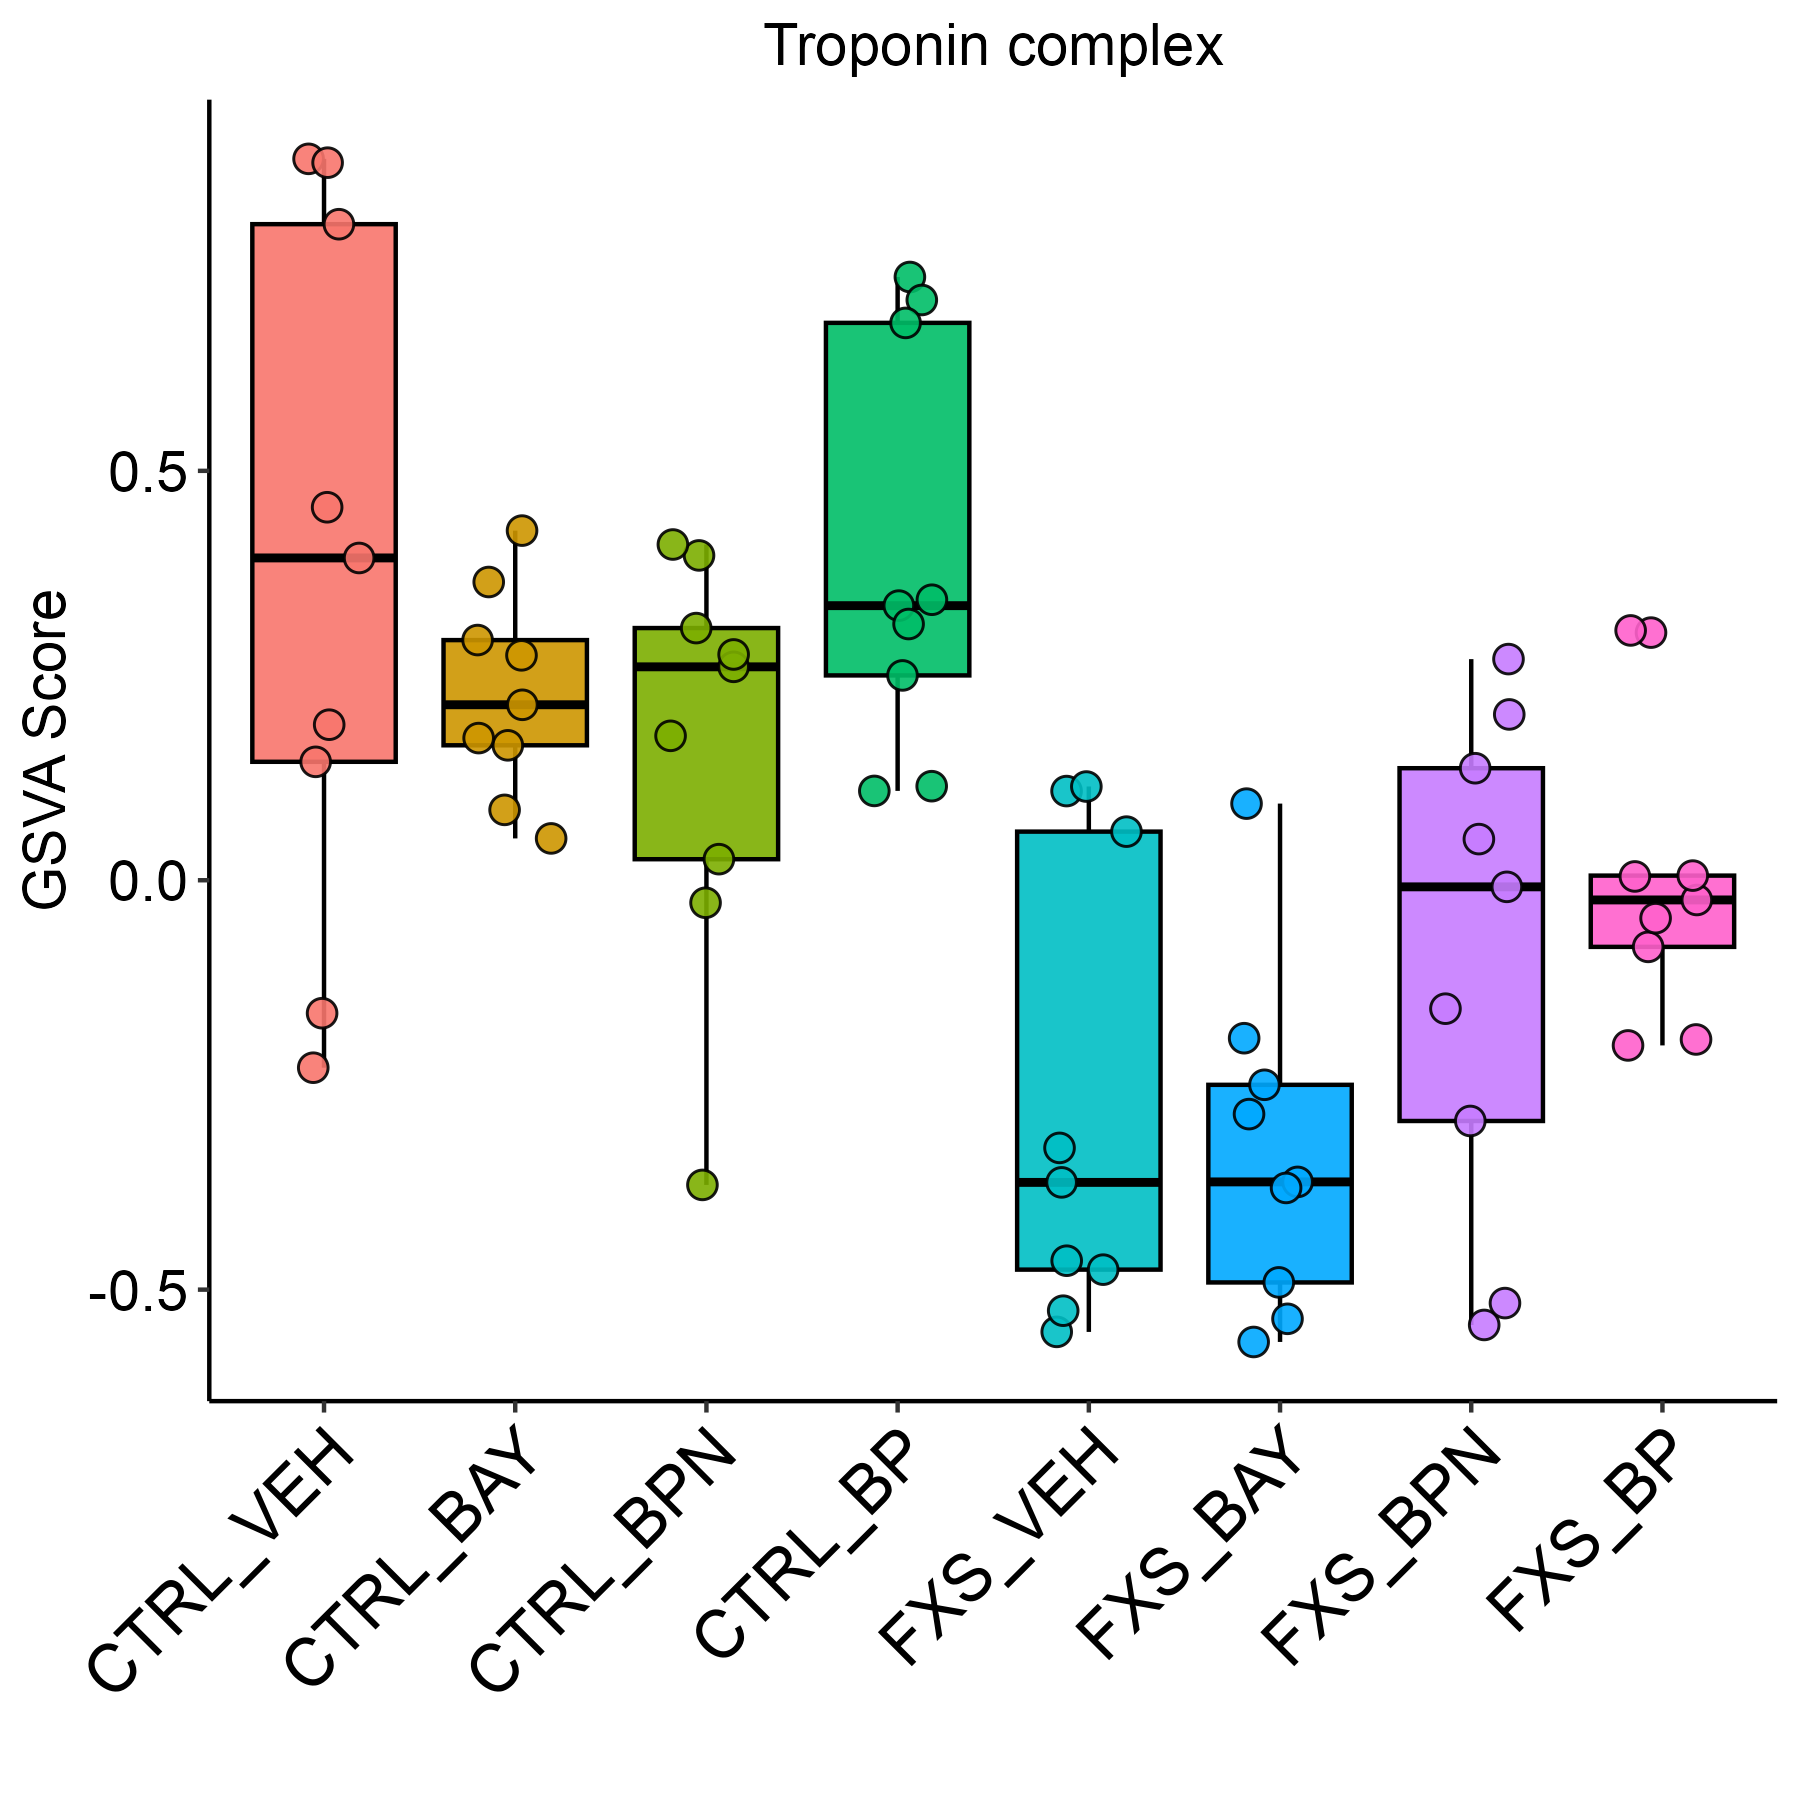 Troponin complex
GSVA Score
0.5
0.0
-0.5
CTRL_VEH
CTRL_BAY
CTRL_BPN
CTRL_BP
FXS_VEH
FXS_BAY
FXS_BPN
FXS_BP